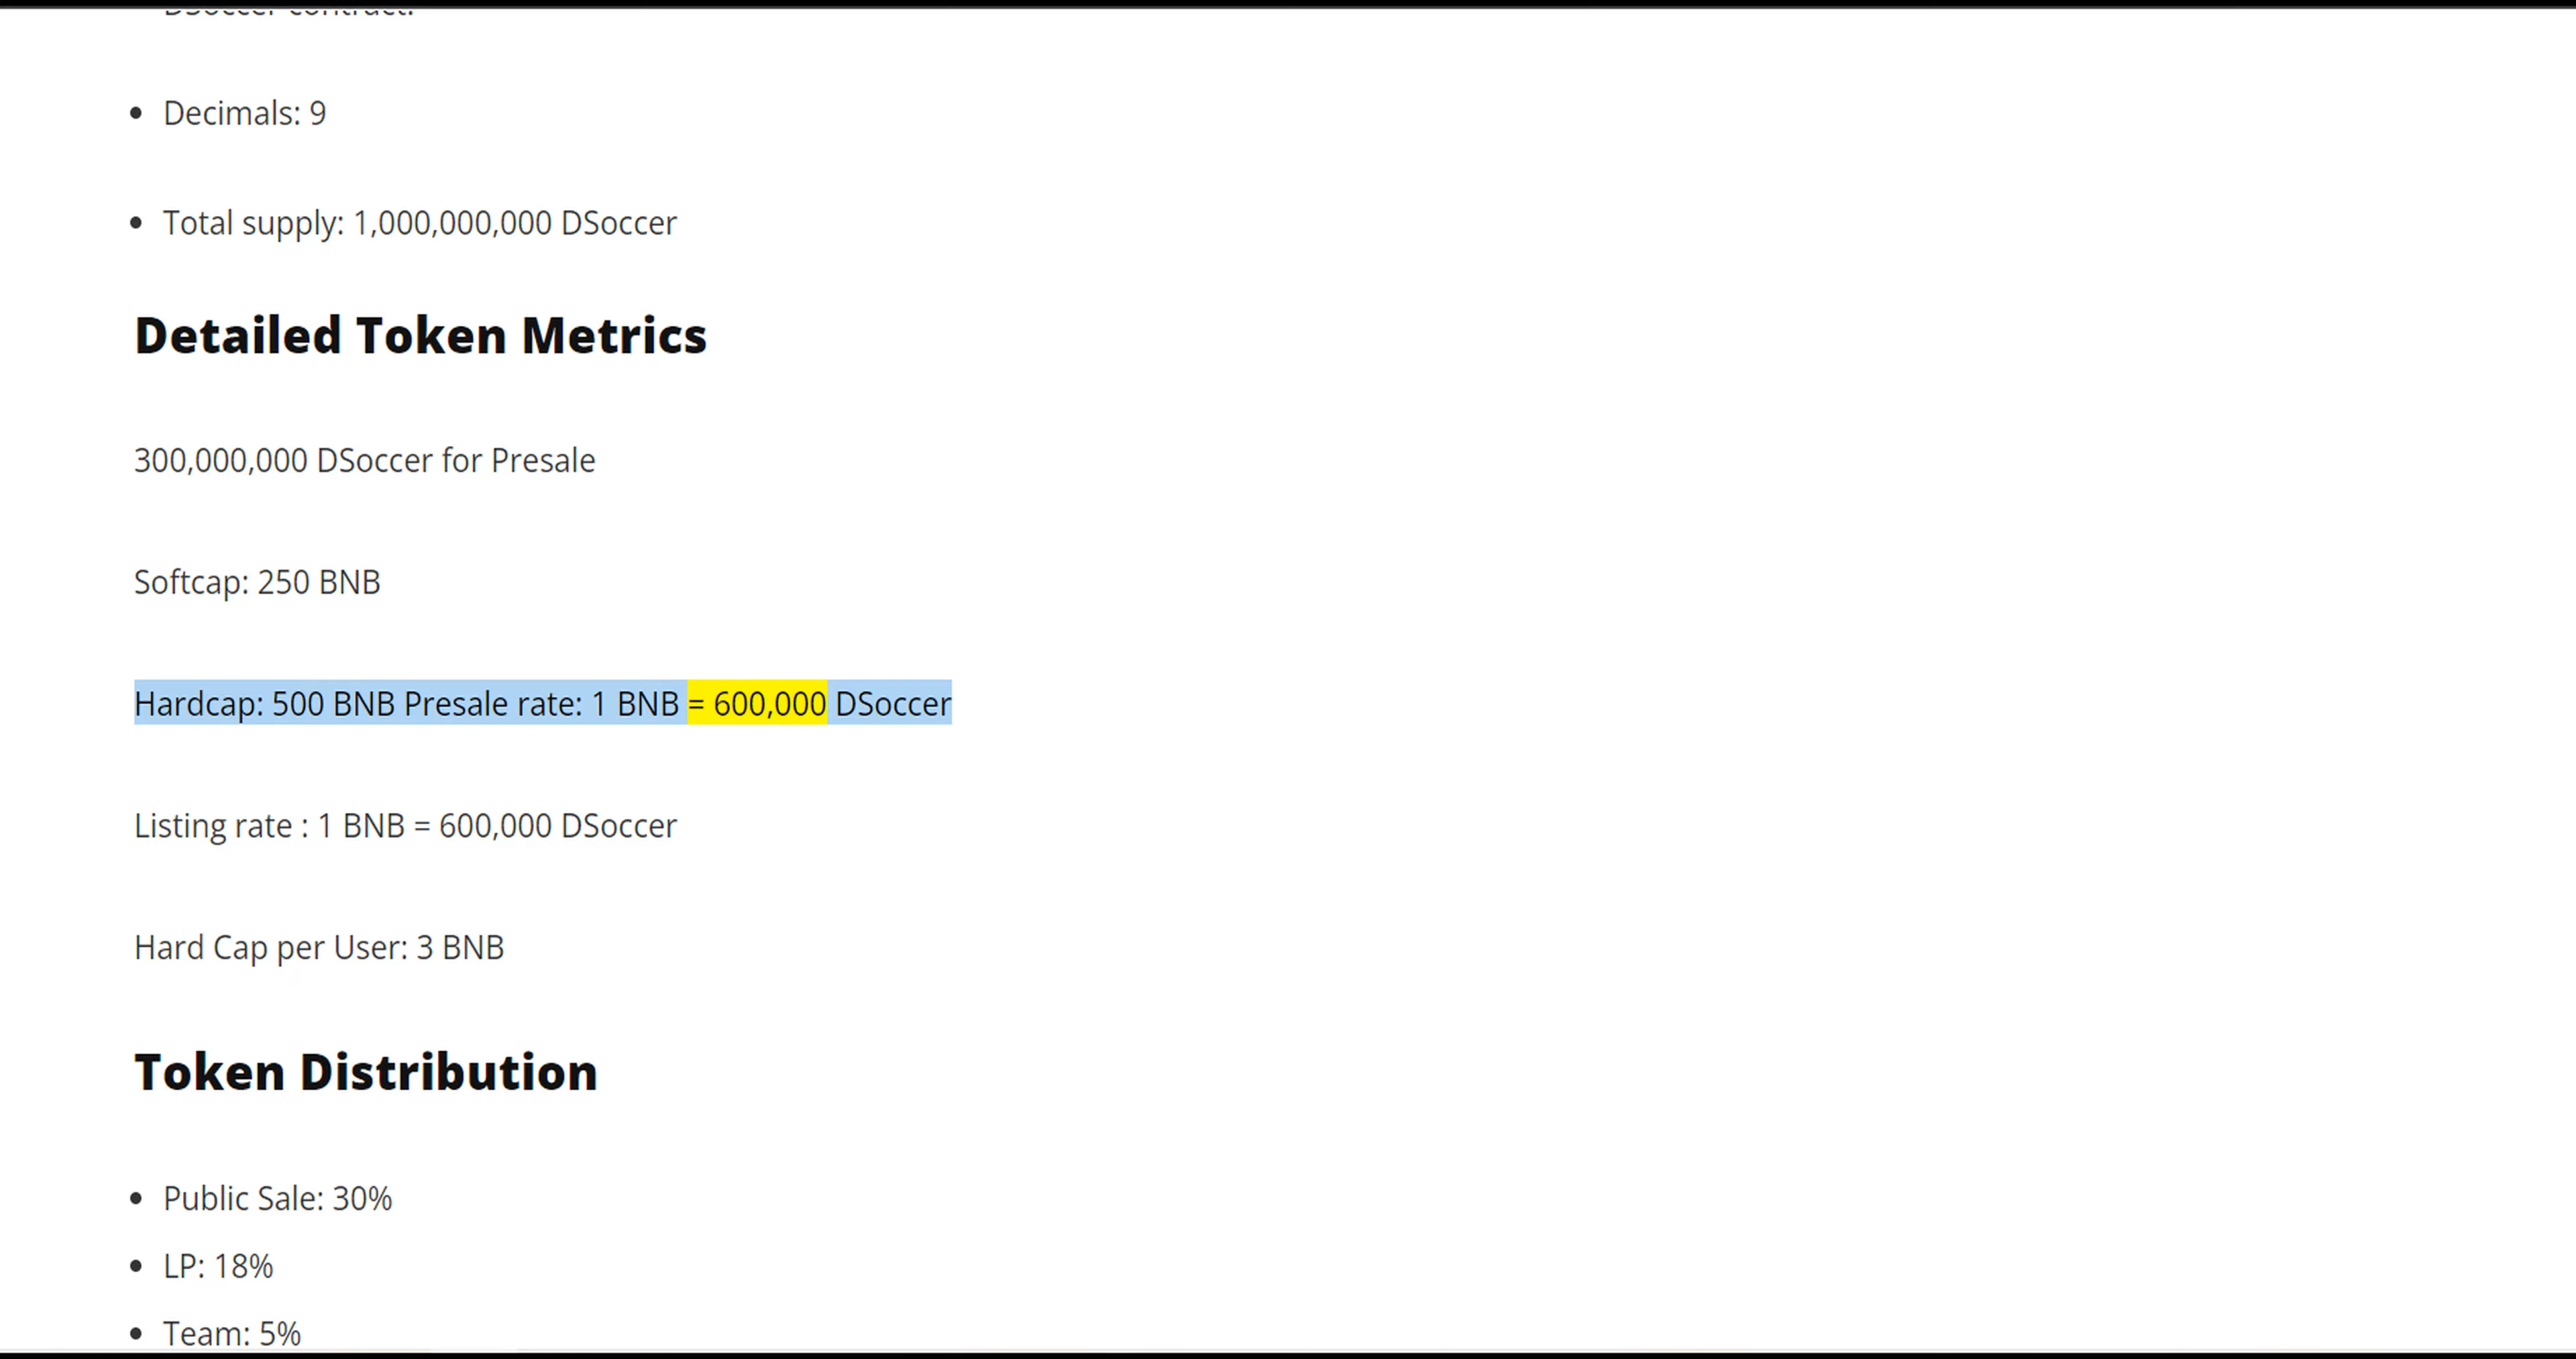 DSoccer contract.
• Decimals: 9
• Total supply: 1,000,000,000 DSoccer
Detailed Token Metrics
300,000,000 DSoccer for Presale
Softcap: 250 BNB
Hardcap: 500 BNB Presale rate: 1 BNB = 600,000 DSoccer
Listing rate : 1 BNB = 600,000 DSoccer
Hard Cap per User: 3 BNB
Token Distribution
• Public Sale: 30%
• LP: 18%
• Team: 5%